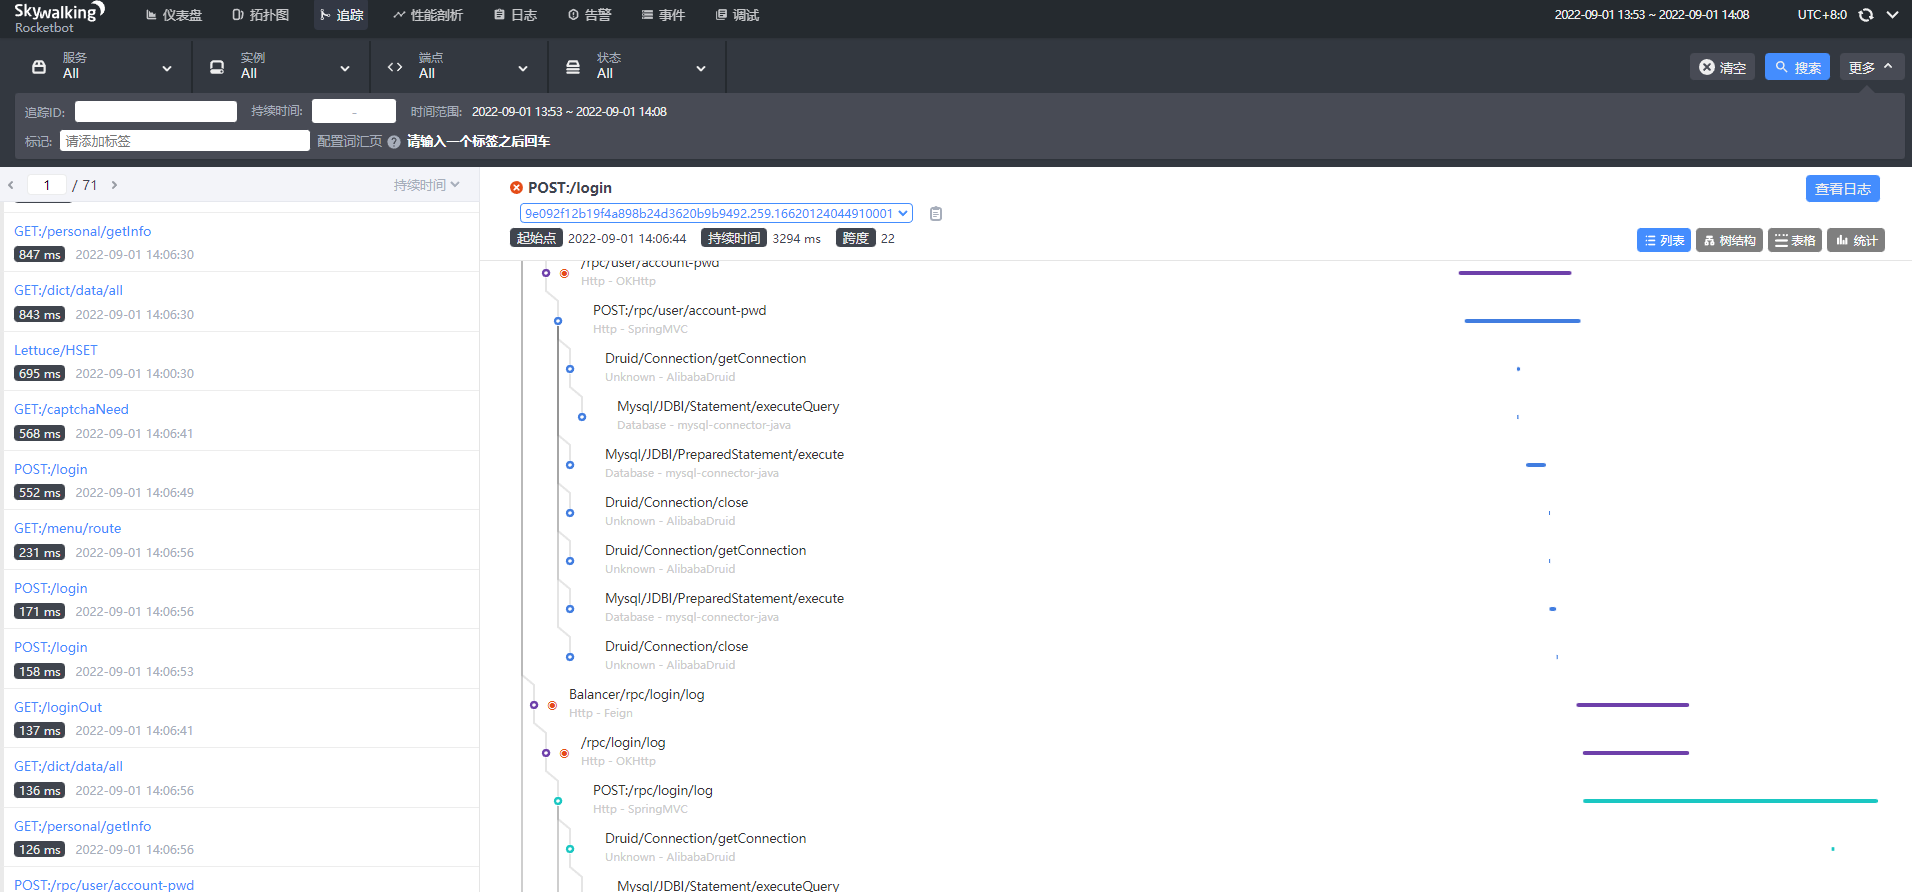 Skywalking
Rocketbot
仪表盘
拓扑图
追踪
性能剖析
日志
告警
事件
调试
2022-09-01 13:53 ~ 2022-09-01 14:08
UTC+8:0
服务
All
实例
All
端点
All
状态
All
清空
搜索
更多
追踪ID:
持续时间:
-
时间范围:
2022-09-01 13:53 ~ 2022-09-01 14:08
标记:
请添加标签
配置词汇页
请输入一个标签之后回车
1 / 71
持续时间
GET:/personal/getInfo
847 ms 2022-09-01 14:06:30
GET:/dict/data/all
843 ms 2022-09-01 14:06:30
Lettuce/HSET
695 ms 2022-09-01 14:00:30
GET:/captchaNeed
568 ms 2022-09-01 14:06:41
POST:/login
552 ms 2022-09-01 14:06:49
GET:/menu/route
231 ms 2022-09-01 14:06:56
POST:/login
171 ms 2022-09-01 14:06:56
POST:/login
158 ms 2022-09-01 14:06:53
GET:/loginOut
137 ms 2022-09-01 14:06:41
GET:/dict/data/all
136 ms 2022-09-01 14:06:56
GET:/personal/getInfo
126 ms 2022-09-01 14:06:56
POST:/rpc/user/account-pwd
POST:/login
查看日志
9e092f12b19f4a898b24d3620b9b9492.259.16620124044910001
起始点 2022-09-01 14:06:44 持续时间 3294 ms 跨度 22
列表
树结构
表格
统计
/rpc/user/account-pwd
Http - OKHttp
POST:/rpc/user/account-pwd
Http - SpringMVC
Druid/Connection/getConnection
Unknown - AlibabaDruid
Mysql/JDBI/Statement/executeQuery
Database - mysql-connector-java
Mysql/JDBI/PreparedStatement/execute
Database - mysql-connector-java
Druid/Connection/close
Unknown - AlibabaDruid
Druid/Connection/getConnection
Unknown - AlibabaDruid
Mysql/JDBI/PreparedStatement/execute
Database - mysql-connector-java
Druid/Connection/close
Unknown - AlibabaDruid
Balancer/rpc/login/log
Http - Feign
/rpc/login/log
Http - OKHttp
POST:/rpc/login/log
Http - SpringMVC
Druid/Connection/getConnection
Unknown - AlibabaDruid
Mysql/JDBI/Statement/executeQuery